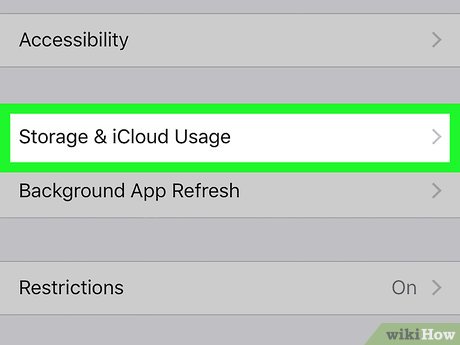 Accessibility
Storage & iCloud Usage
Background App Refresh
Restrictions On
wikiHow